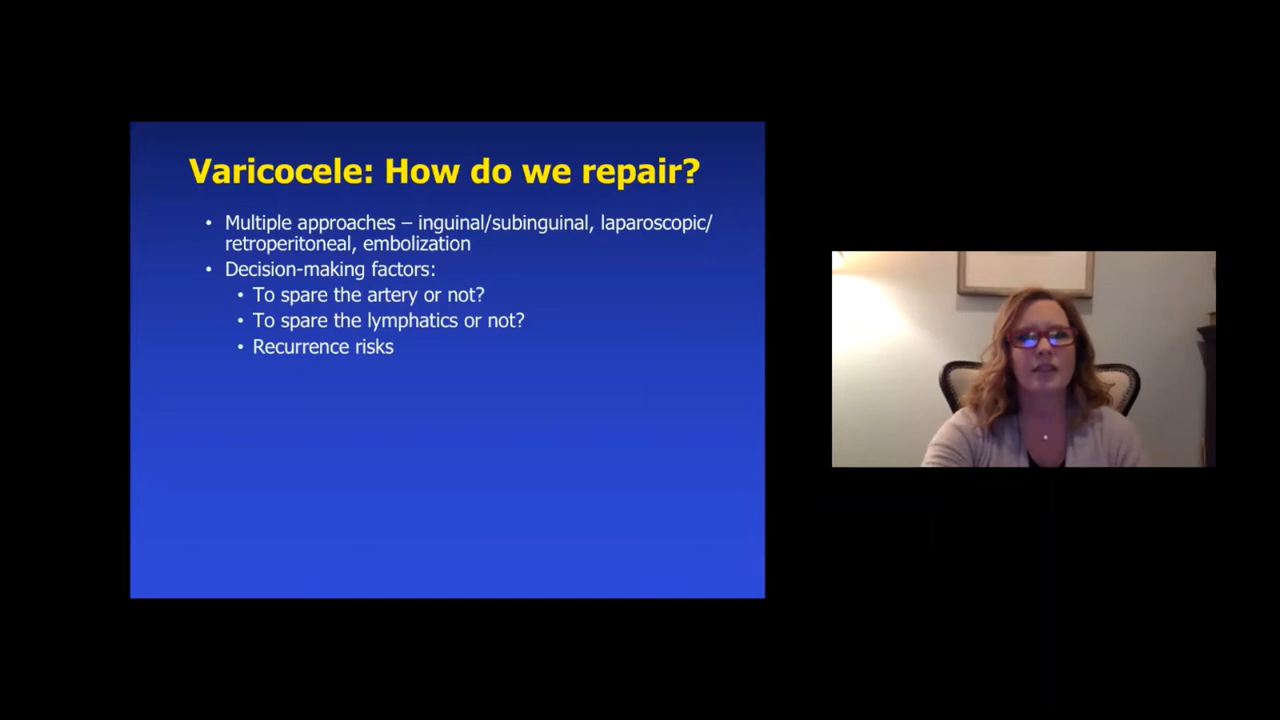 Varicocele: How do we repair?
• Multiple approaches – inguinal/subinguinal, laparoscopic/
retroperitoneal, embolization
• Decision-making factors:
• To spare the artery or not?
• To spare the lymphatics or not?
• Recurrence risks